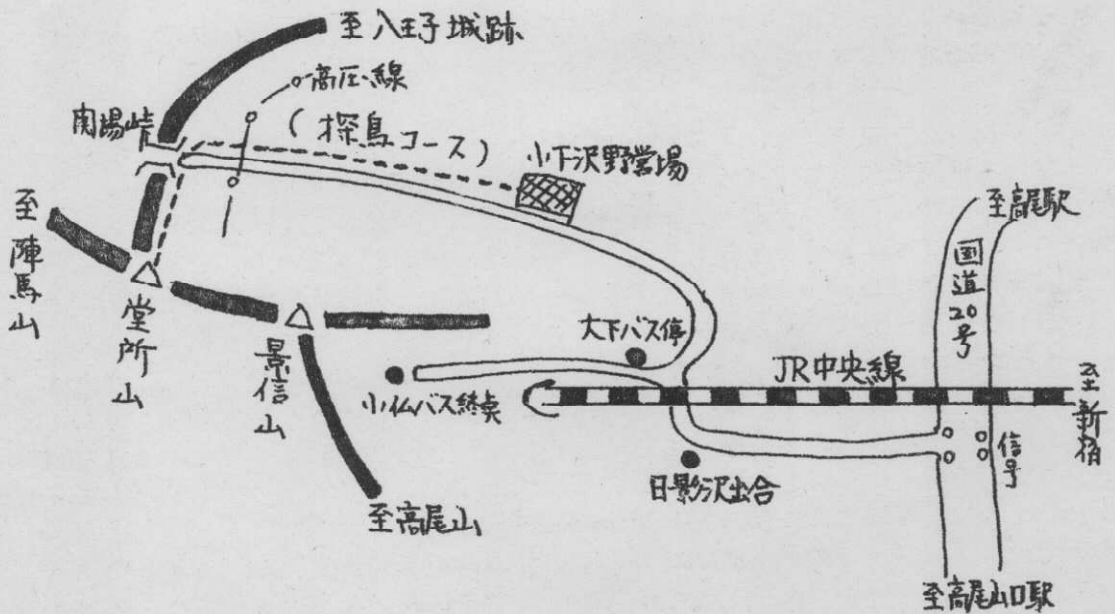 至八王子城跡
高圧線
関場峠
(探鳥コース)
小下沢野営場
至高尾駅
至陣馬山
国道20号
堂所山
景信山
大下バス停
JR中央線
至新宿
小仏バス終点
信号
日影沢出合
至高尾山
至高尾山口駅